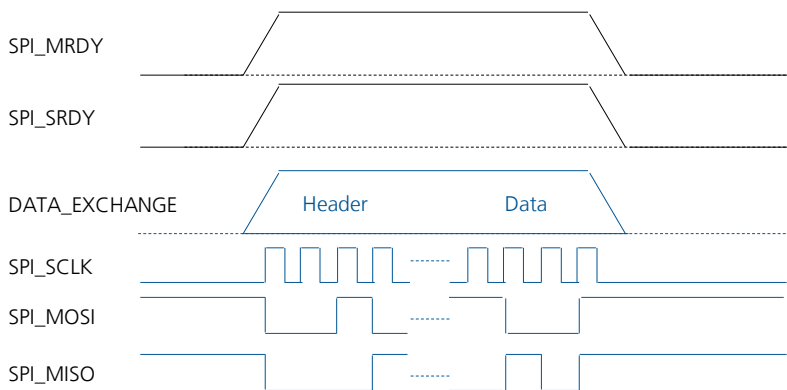 SPI_MRDY
SPI_SRDY
DATA_EXCHANGE Header Data
SPI_SCLK
SPI_MOSI
SPI_MISO